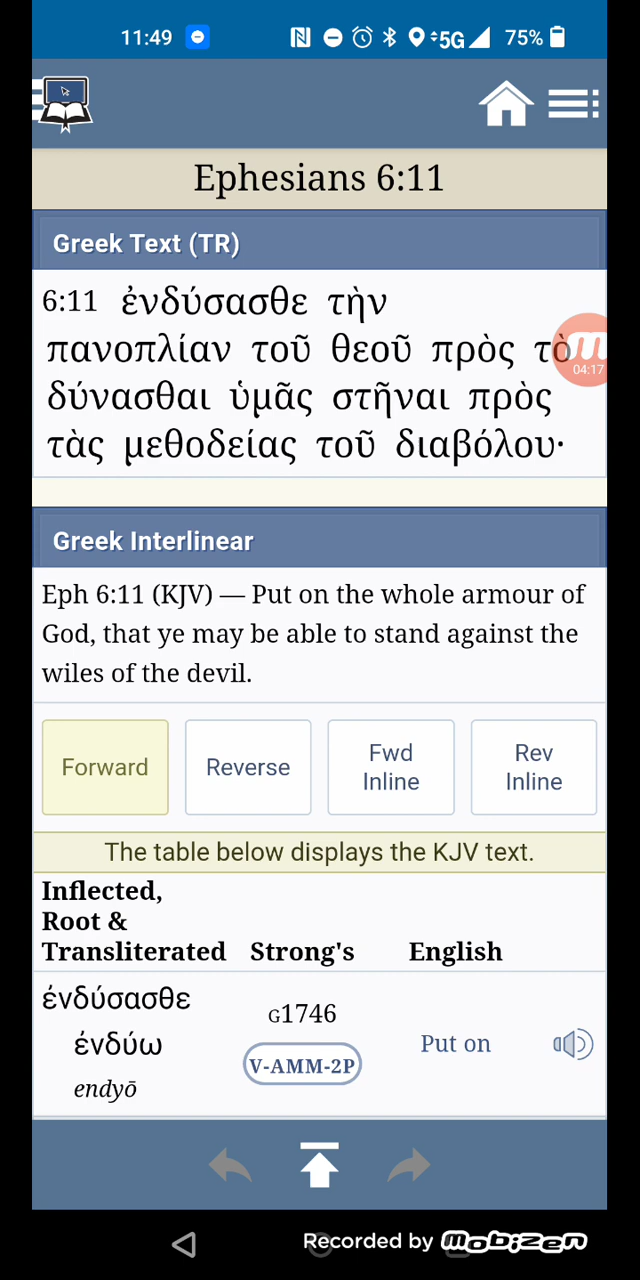 11:49 5G 75%
Ephesians 6:11
Greek Text (TR)
6:11 ἐνδύσασθε τὴν
πανοπλίαν τοῦ θεοῦ πρὸς τὸ
04:17
δύνασθαι ὑμᾶς στῆναι πρὸς
τὰς μεθοδείας τοῦ διαβόλου·
Greek Interlinear
Eph 6:11 (KJV) — Put on the whole armour of
God, that ye may be able to stand against the
wiles of the devil.
Forward Reverse Fwd Inline Rev Inline
The table below displays the KJV text.
Inflected,
Root &
Transliterated Strong's English
ἐνδύσασθε
G1746
ἐνδύω Put on
V-AMM-2P
endyō
Recorded by mobizen